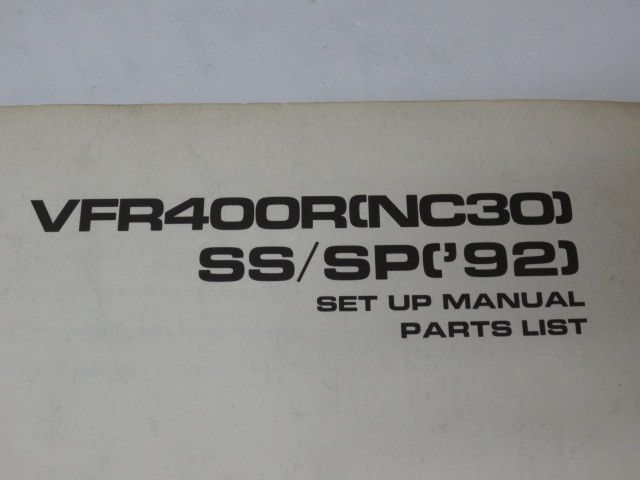 VFR400R(NC30)
SS/SP('92)
SET UP MANUAL
PARTS LIST